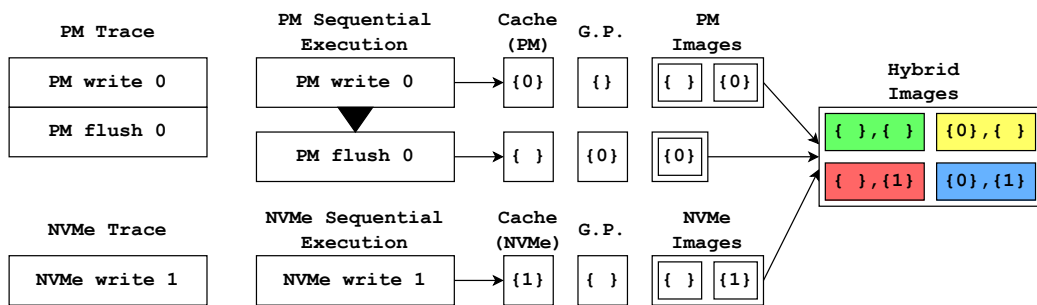 PM Trace
PM write 0
PM flush 0
PM Sequential
Execution
PM write 0
PM flush 0
Cache
(PM)
{0}
{ }
G.P.
{}
{0}
PM
Images
{ } {0}
{0}
Hybrid
Images
{ },{ } {0},{ }
{ },{1} {0},{1}
NVMe Trace
NVMe write 1
NVMe Sequential
Execution
NVMe write 1
Cache
(NVMe)
{1}
G.P.
{ }
NVMe
Images
{ } {1}